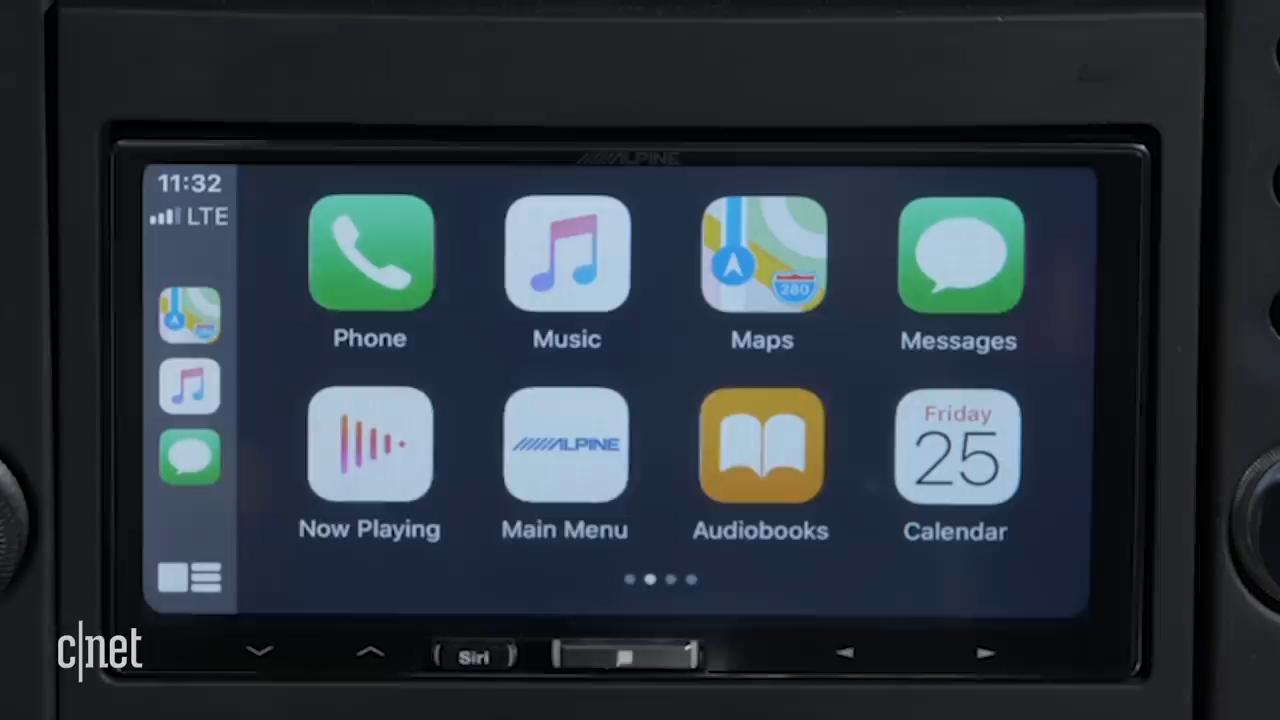 ALPINE
11:32
LTE
280
Phone
Music
Maps
Messages
ALPINE
Friday
25
Now Playing
Main Menu
Audiobooks
Calendar
Siri
c|net